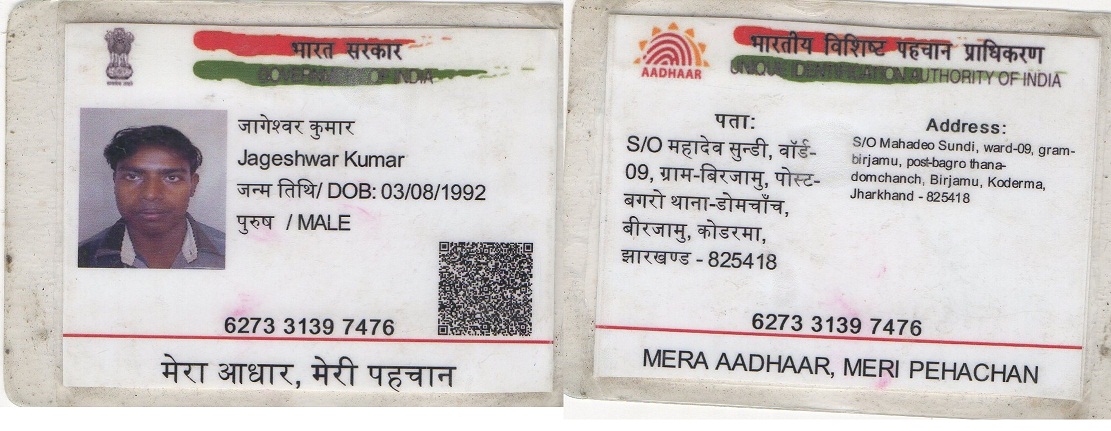 भारत सरकार
GOVERNMENT OF INDIA
जागेश्वर कुमार
Jageshwar Kumar
जन्म तिथि/ DOB: 03/08/1992
पुरुष / MALE
6273 3139 7476
मेरा आधार, मेरी पहचान
AADHAAR
भारतीय विशिष्ट पहचान प्राधिकरण
UNIQUE IDENTIFICATION AUTHORITY OF INDIA
पता:
S/O महादेव सुन्डी, वॉर्ड-
09, ग्राम-बिरजामु, पोस्ट-
बगरो थाना-डोमचाँच,
बीरजामु, कोडरमा,
झारखण्ड - 825418
Address:
S/O Mahadeo Sundi, ward-09, gram-
birjamu, post-bagro thana-
domchanch, Birjamu, Koderma,
Jharkhand - 825418
6273 3139 7476
MERA AADHAAR, MERI PEHACHAN